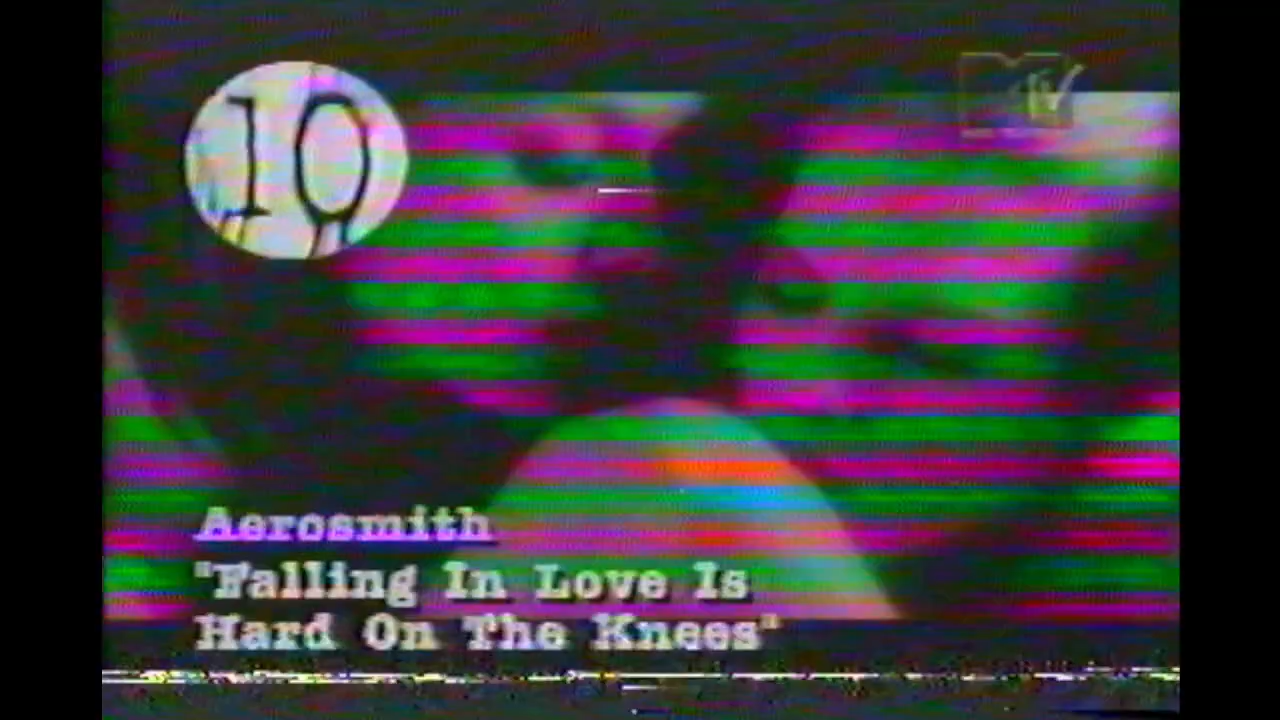 10
MTV
Aerosmith
"Falling In Love Is
Hard On The Knees"